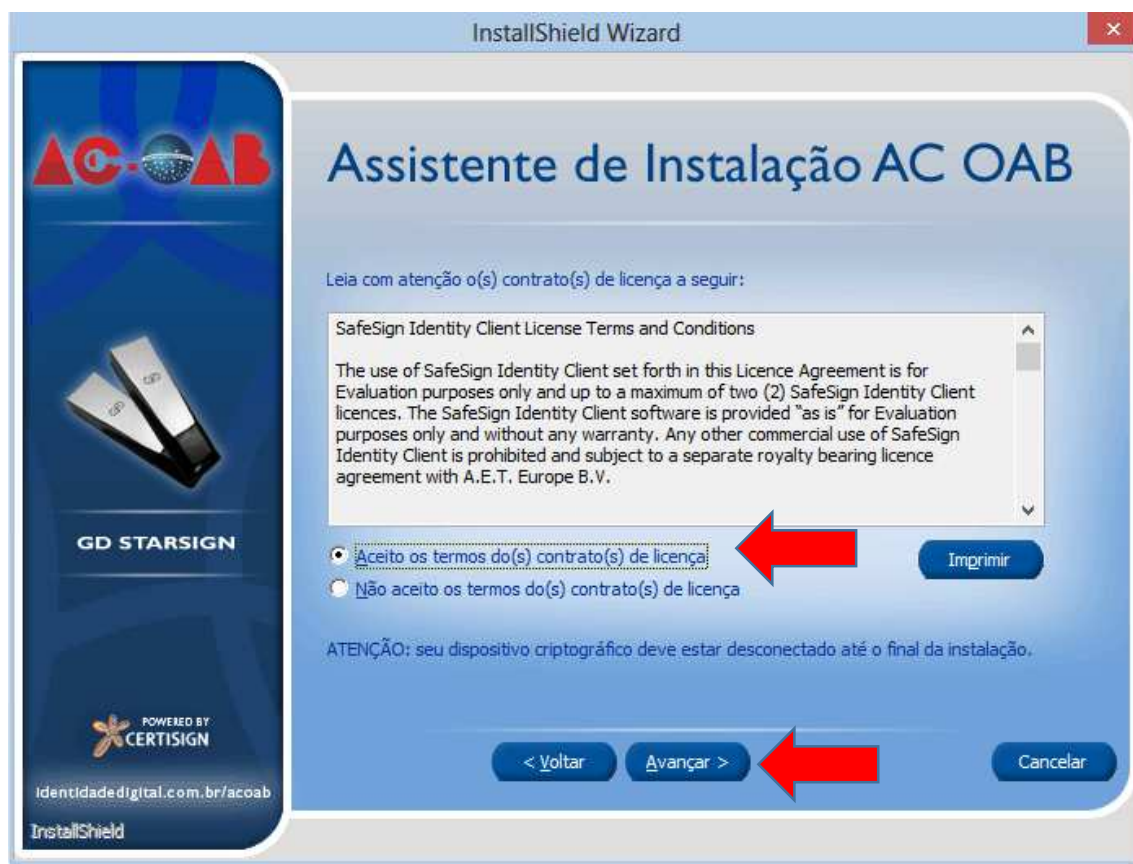 InstallShield Wizard
AC-OAB
Assistente de Instalação AC OAB
Leia com atenção o(s) contrato(s) de licença a seguir:
SafeSign Identity Client License Terms and Conditions
The use of SafeSign Identity Client set forth in this Licence Agreement is for
Evaluation purposes only and up to a maximum of two (2) SafeSign Identity Client
licences. The SafeSign Identity Client software is provided "as is" for Evaluation
purposes only and without any warranty. Any other commercial use of SafeSign
Identity Client is prohibited and subject to a separate royalty bearing licence
agreement with A.E.T. Europe B.V.
GD STARSIGN
Aceito os termos do(s) contrato(s) de licença
Imprimir
Não aceito os termos do(s) contrato(s) de licença
ATENÇÃO: seu dispositivo criptográfico deve estar desconectado até o final da instalação.
POWERED BY
CERTISIGN
< Voltar
Avançar >
Cancelar
identidadedigital.com.br/acoab
InstallShield